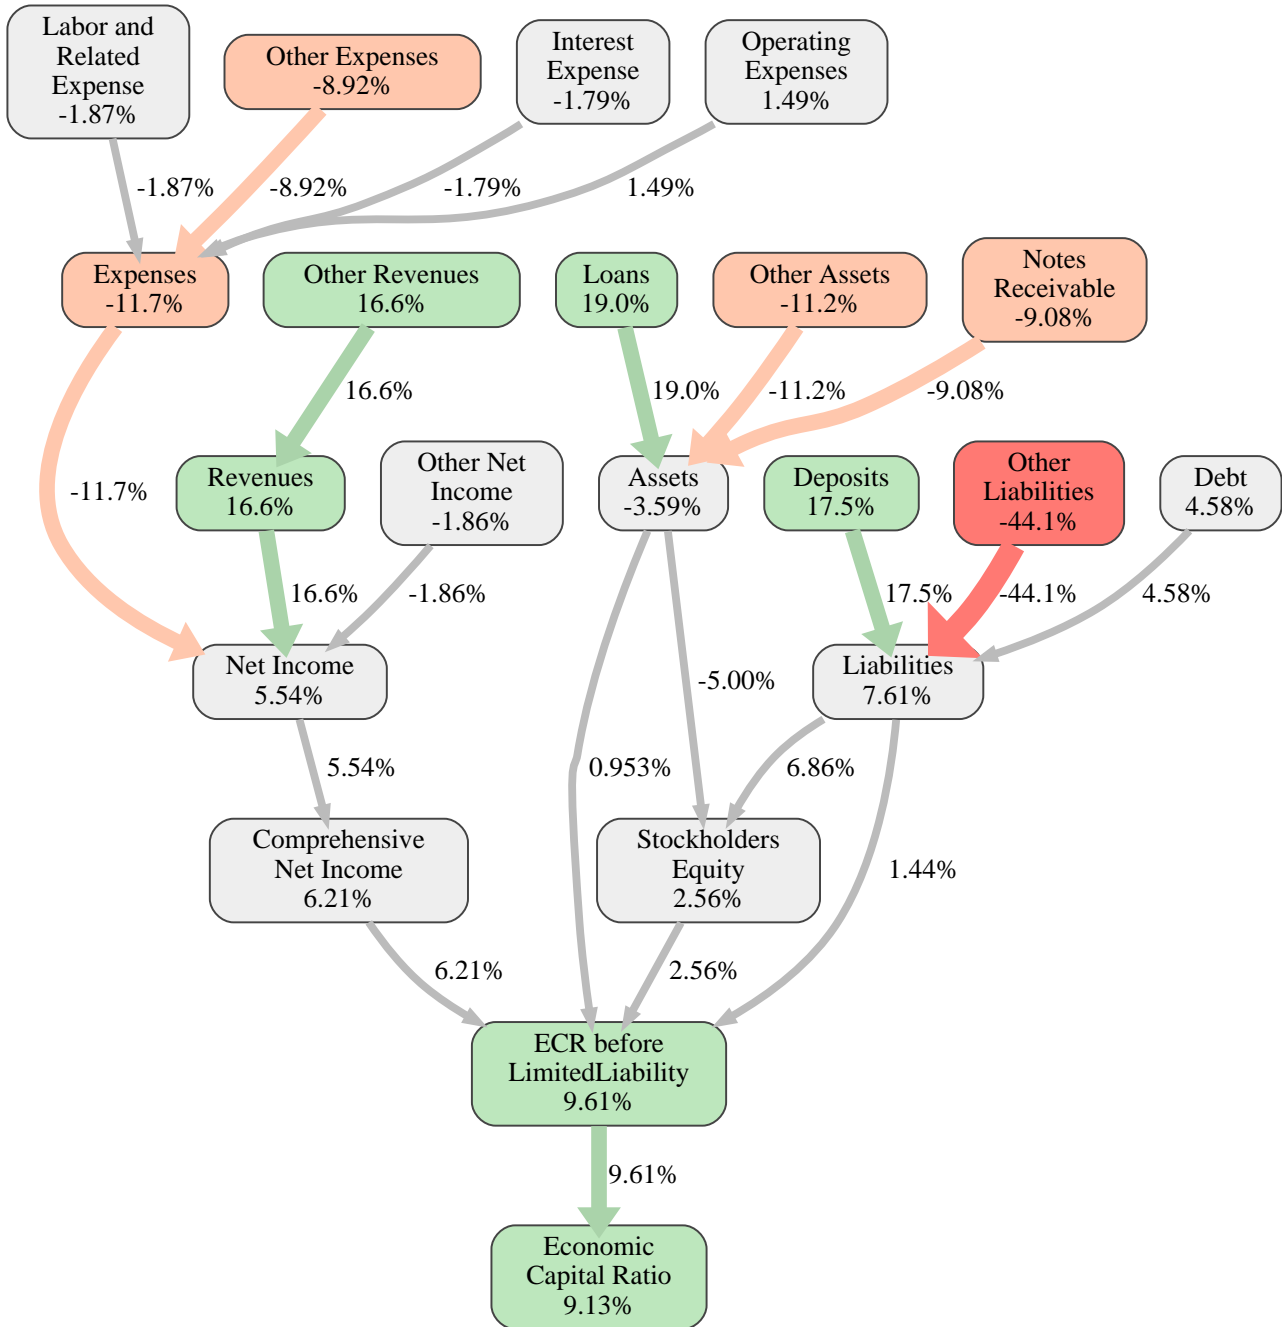 Labor and
Related
Expense
-1.87%
Other Expenses
-8.92%
Interest
Expense
-1.79%
Operating
Expenses
1.49%
-1.87%
-8.92%
-1.79%
1.49%
Expenses
-11.7%
Other Revenues
16.6%
Loans
19.0%
Other Assets
-11.2%
Notes
Receivable
-9.08%
16.6%
19.0%
-11.2%
-9.08%
-11.7%
Revenues
16.6%
Other Net
Income
-1.86%
Assets
-3.59%
Deposits
17.5%
Other
Liabilities
-44.1%
Debt
4.58%
16.6%
-1.86%
17.5%
-44.1%
4.58%
Net Income
5.54%
-5.00%
Liabilities
7.61%
5.54%
0.953%
6.86%
Comprehensive
Net Income
6.21%
Stockholders
Equity
2.56%
1.44%
6.21%
2.56%
ECR before
LimitedLiability
9.61%
9.61%
Economic
Capital Ratio
9.13%